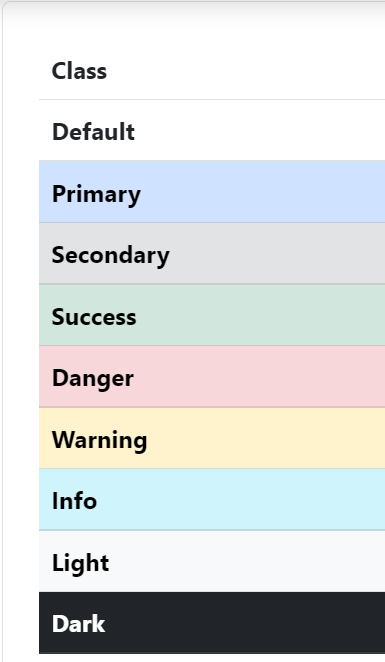 Class
Default
Primary
Secondary
Success
Danger
Warning
Info
Light
Dark